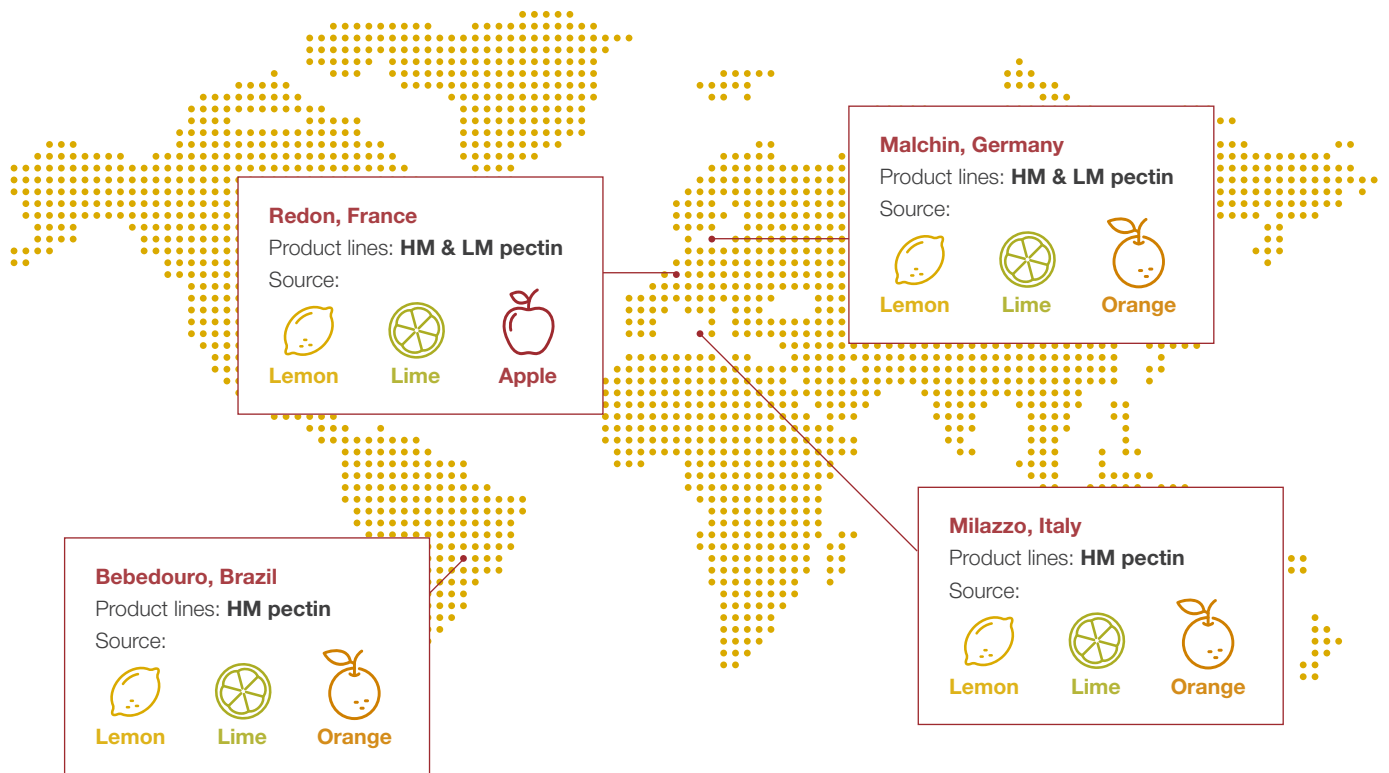 Malchin, Germany
Product lines: HM & LM pectin
Source:
Lemon Lime Orange
Redon, France
Product lines: HM & LM pectin
Source:
Lemon Lime Apple
Milazzo, Italy
Product lines: HM pectin
Source:
Lemon Lime Orange
Bebedouro, Brazil
Product lines: HM pectin
Source:
Lemon Lime Orange